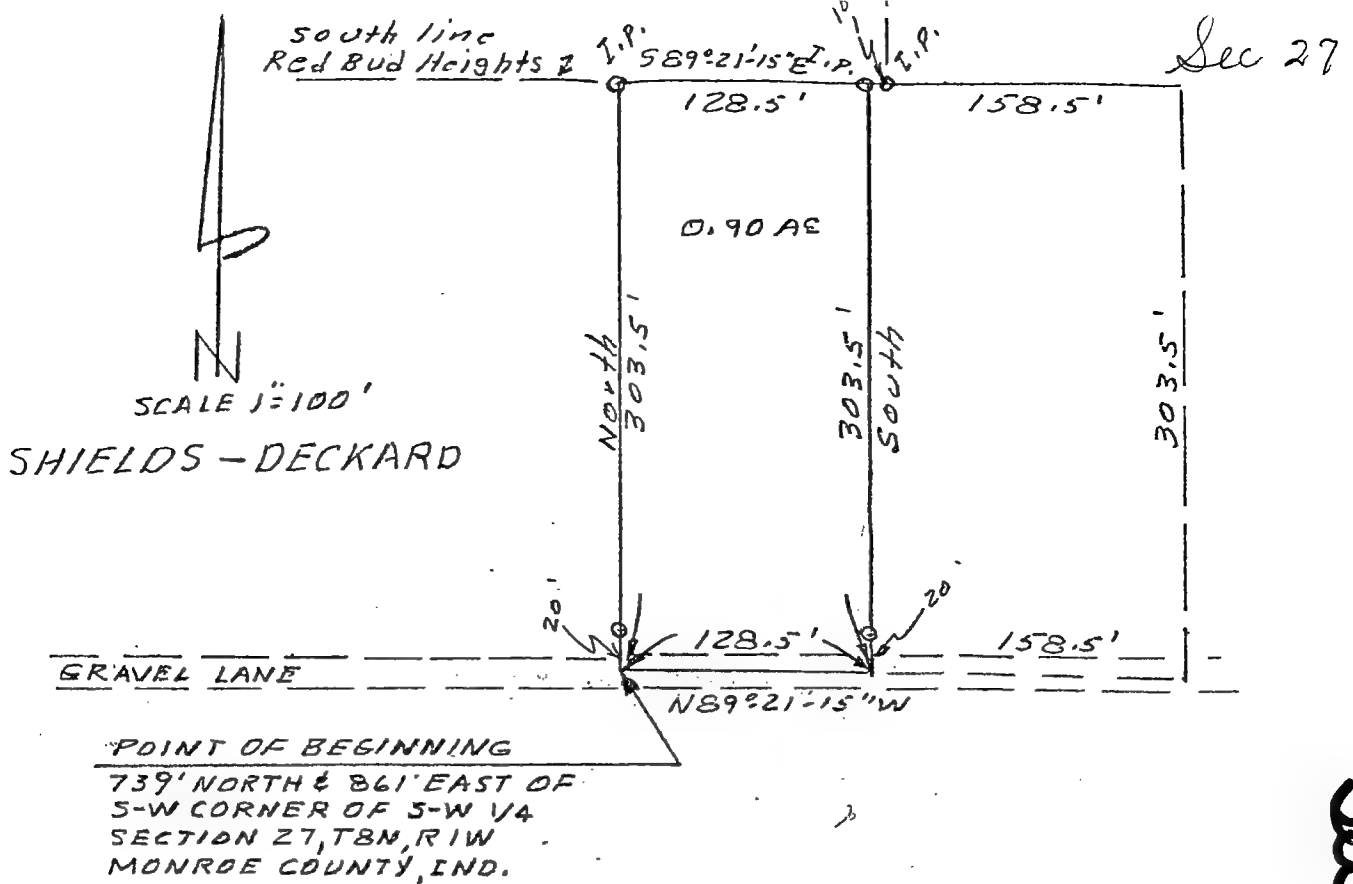 south line
Red Bud Heights
I.P.
S89°-21'-15"E
I.P.
10'
I.P.
Sec 27
128.5'
158.5'
0.90 AC
North
303.5'
303.5'
South
303.5'
N
SCALE 1"=100'
SHIELDS - DECKARD
20'
128.5'
20'
158.5'
GRAVEL LANE
N89°-21'-15"W
POINT OF BEGINNING
739' NORTH & 861' EAST OF
S-W CORNER OF S-W 1/4
SECTION 27, T8N, R1W
MONROE COUNTY, IND.